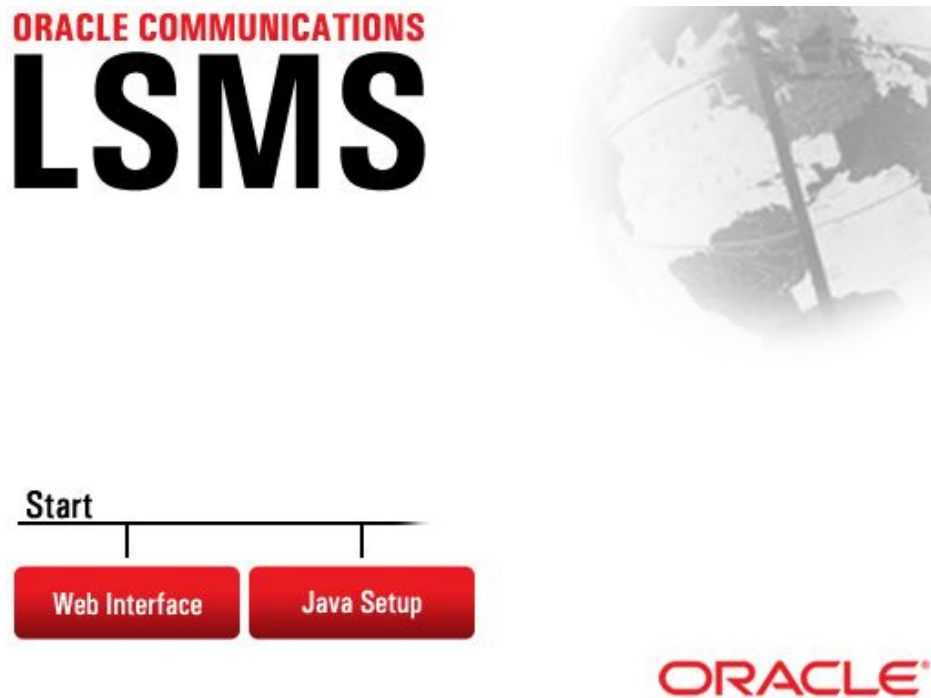 ORACLE COMMUNICATIONS
LSMS
Start
Web Interface
Java Setup
ORACLE®